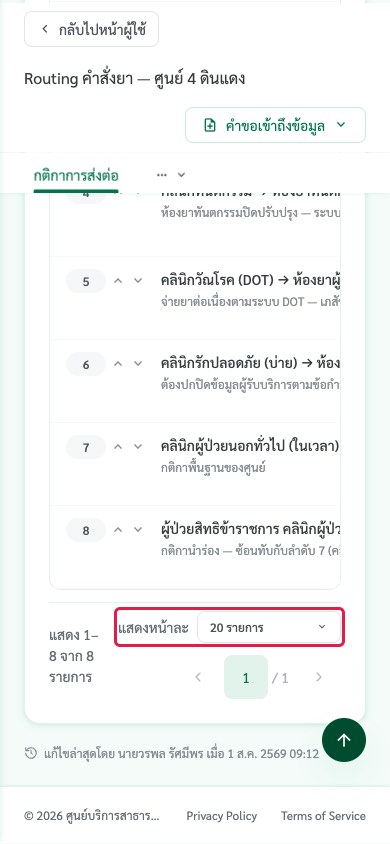 กลับไปหน้าผู้ใช้
Routing คำสั่งยา — ศูนย์ 4 ดินแดง
คำขอเข้าถึงข้อมูล
กติกาการส่งต่อ
...
4
ห้องยาทันตกรรมปิดปรับปรุง — ระบบ
5
คลินิกวัณโรค (DOT) → ห้องยาผู้
จ่ายยาต่อเนื่องตามระบบ DOT — เภสั
6
คลินิกรักปลอดภัย (บ่าย) → ห้อง
ต้องปกปิดข้อมูลผู้รับบริการตามข้อกำ
7
คลินิกผู้ป่วยนอกทั่วไป (ในเวลา)
กติกาพื้นฐานของศูนย์
8
ผู้ป่วยสิทธิข้าราชการ คลินิกผู้ป่ว
กติกานำร่อง — ซ้อนทับกับลำดับ 7 (ค
แสดง 1–
8 จาก 8
รายการ
แสดงหน้าละ
20 รายการ
1 / 1
แก้ไขล่าสุดโดย นายวรพล รัศมีพร เมื่อ 1 ส.ค. 2569 09:12
© 2026 ศูนย์บริการสาธาร... Privacy Policy Terms of Service